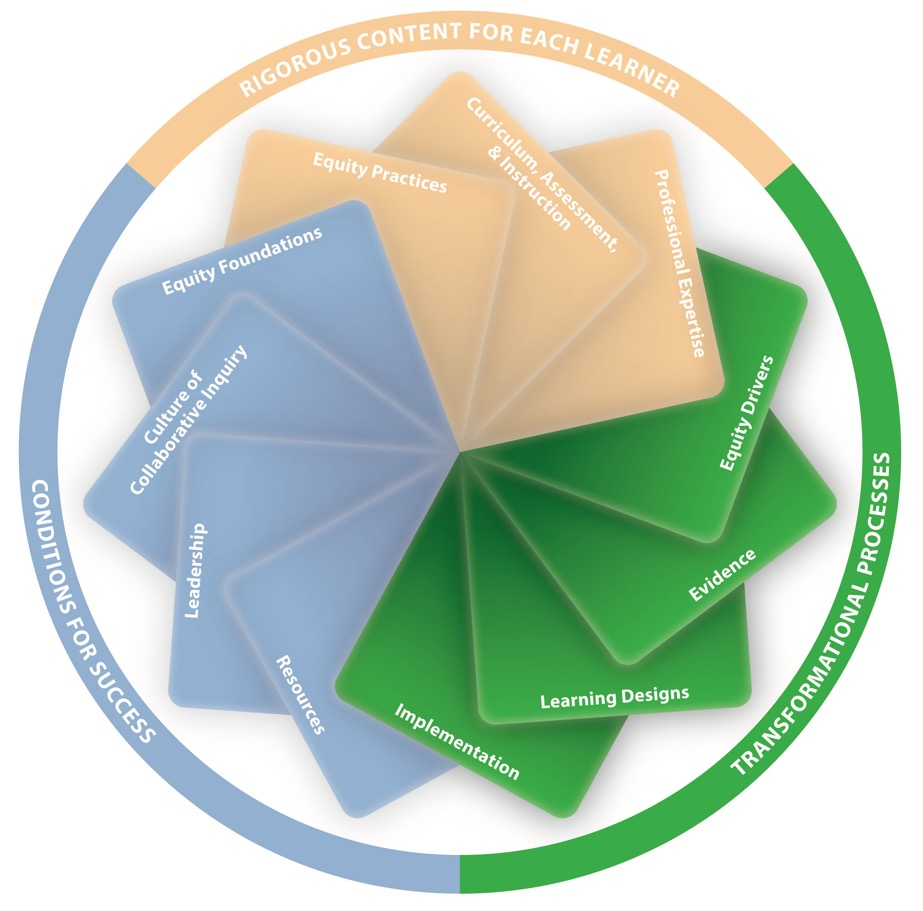 RIGOROUS CONTENT FOR EACH LEARNER
Equity Practices
Curriculum, Assessment,
& Instruction
Professional Expertise
TRANSFORMATIONAL PROCESSES
Equity Drivers
Evidence
Learning Designs
Implementation
CONDITIONS FOR SUCCESS
Equity Foundations
Culture of
Collaborative Inquiry
Leadership
Resources